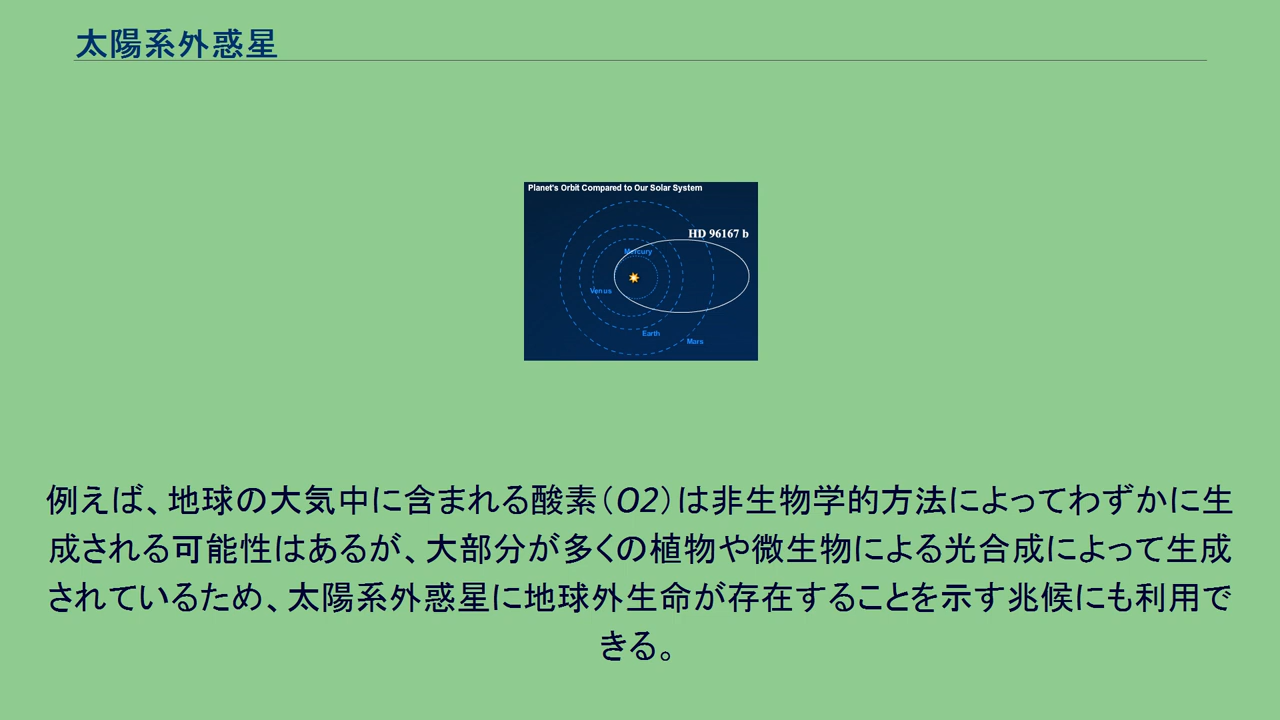 太陽系外惑星
Planet's Orbit Compared to Our Solar System
HD 96167 b
Mercury
Venus
Earth
Mars
例えば、地球の大気中に含まれる酸素（O2）は非生物学的方法によってわずかに生
成される可能性はあるが、大部分が多くの植物や微生物による光合成によって生成
されているため、太陽系外惑星に地球外生命が存在することを示す兆候にも利用で
きる。